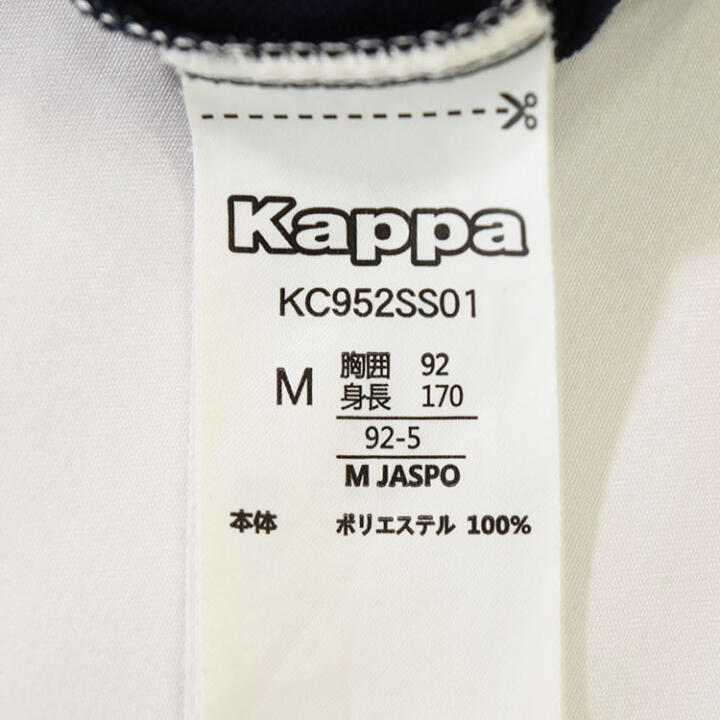 Kappa
KC952SS01
M
胸囲 92
身長 170
92-5
M JASPO
本体 ポリエステル 100%